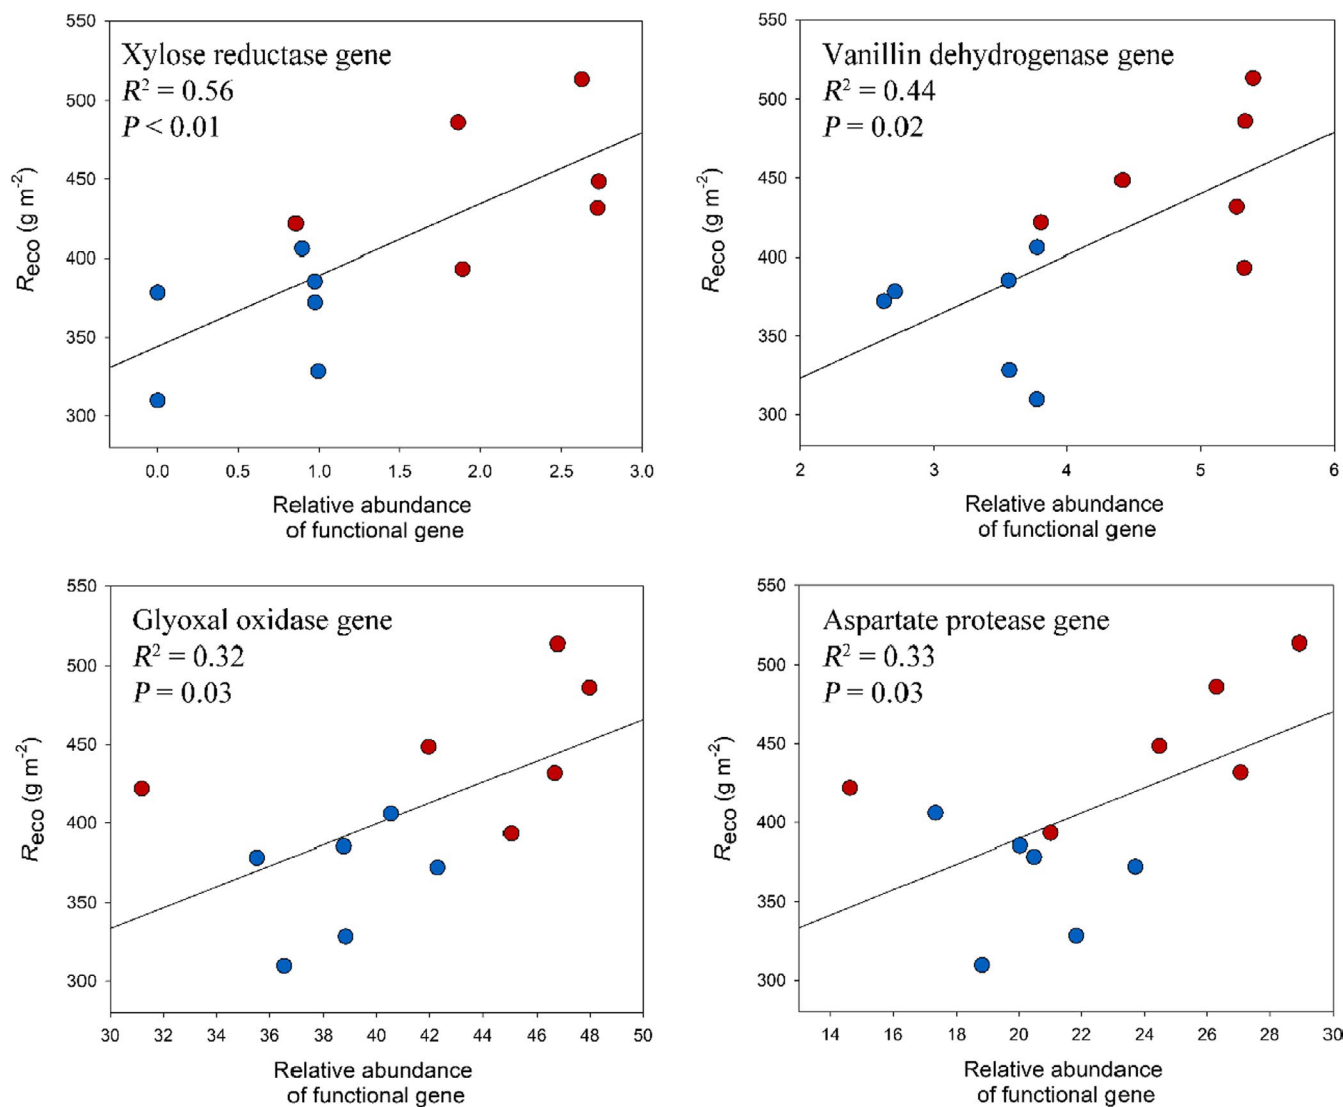 Xylose reductase gene
R² = 0.56
P < 0.01
550
500
450
400
350
300
Reco (g m⁻²)
0.0 0.5 1.0 1.5 2.0 2.5 3.0
Relative abundance
of functional gene
Vanillin dehydrogenase gene
R² = 0.44
P = 0.02
550
500
450
400
350
300
Reco (g m⁻²)
2 3 4 5 6
Relative abundance
of functional gene
Glyoxal oxidase gene
R² = 0.32
P = 0.03
550
500
450
400
350
300
Reco (g m⁻²)
30 32 34 36 38 40 42 44 46 48 50
Relative abundance
of functional gene
Aspartate protease gene
R² = 0.33
P = 0.03
550
500
450
400
350
300
Reco (g m⁻²)
14 16 18 20 22 24 26 28 30
Relative abundance
of functional gene